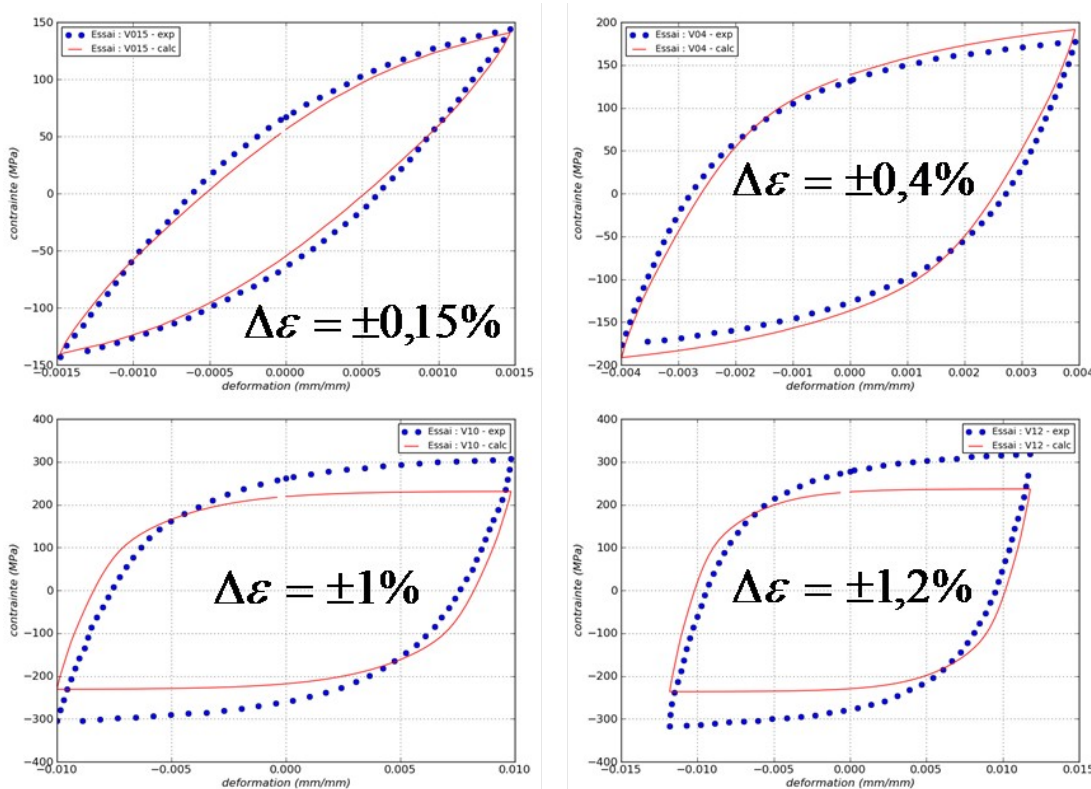 150
Essai : V015 - exp
Essai : V015 - calc
100
50
0
−50
−100
−150
contrainte (MPa)
Δε = ±0,15%
−0.0015 −0.0010 −0.0005 0.0000 0.0005 0.0010 0.0015
deformation (mm/mm)
200
Essai : V04 - exp
Essai : V04 - calc
150
100
50
0
−50
−100
−150
−200
contrainte (MPa)
Δε = ±0,4%
−0.004 −0.003 −0.002 −0.001 0.000 0.001 0.002 0.003 0.004
deformation (mm/mm)
400
Essai : V10 - exp
Essai : V10 - calc
300
200
100
0
−100
−200
−300
−400
contrainte (MPa)
Δε = ±1%
−0.010 −0.005 0.000 0.005 0.010
deformation (mm/mm)
400
Essai : V12 - exp
Essai : V12 - calc
300
200
100
0
−100
−200
−300
−400
contrainte (MPa)
Δε = ±1,2%
−0.015 −0.010 −0.005 0.000 0.005 0.010 0.015
deformation (mm/mm)